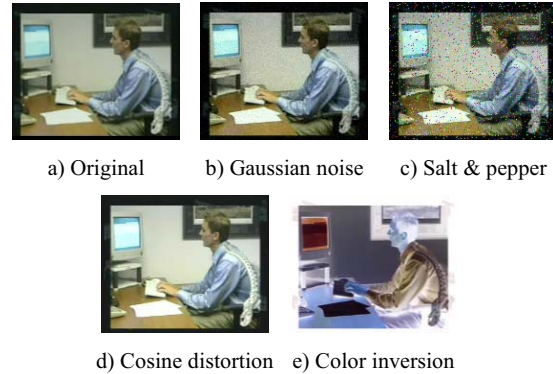 a) Original
b) Gaussian noise
c) Salt & pepper
d) Cosine distortion
e) Color inversion